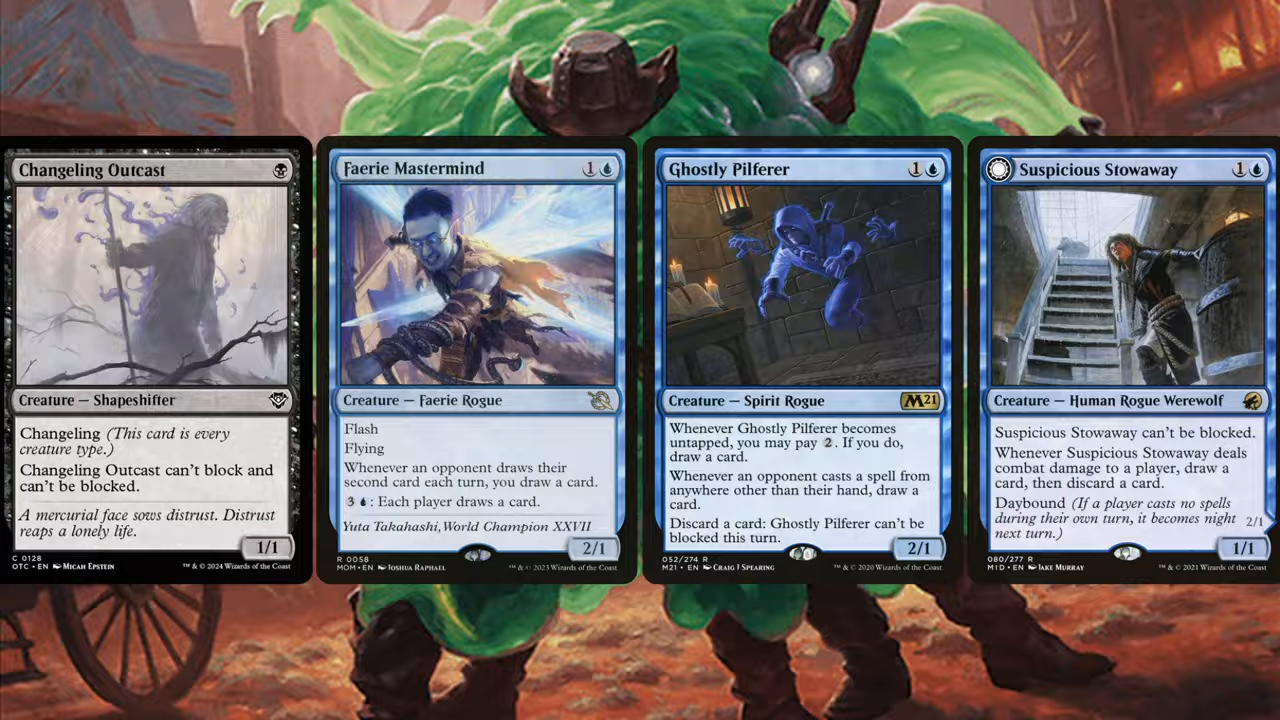 Changeling Outcast
Creature — Shapeshifter
Changeling (This card is every
creature type.)
Changeling Outcast can't block and
can't be blocked.
A mercurial face sows distrust. Distrust
reaps a lonely life.
1/1
C 0128
OTC • EN Micah Epstein
™ & © 2024 Wizards of the Coast
Faerie Mastermind
1
Creature — Faerie Rogue
Flash
Flying
Whenever an opponent draws their
second card each turn, you draw a card.
3 : Each player draws a card.
Yuta Takahashi, World Champion XXVII
2/1
R 0058
MOM • EN Joshua Raphael
™ & © 2023 Wizards of the Coast
Ghostly Pilferer
1
Creature — Spirit Rogue
M21
Whenever Ghostly Pilferer becomes
untapped, you may pay 2. If you do,
draw a card.
Whenever an opponent casts a spell from
anywhere other than their hand, draw a
card.
Discard a card: Ghostly Pilferer can't be
blocked this turn.
2/1
052/274 R
M21 • EN Craig J Spearing
™ & © 2020 Wizards of the Coast
Suspicious Stowaway
1
Creature — Human Rogue Werewolf
Suspicious Stowaway can't be blocked.
Whenever Suspicious Stowaway deals
combat damage to a player, draw a
card, then discard a card.
Daybound (If a player casts no spells
during their own turn, it becomes night
next turn.)
2/1
1/1
080/277 R
MID • EN Jake Murray
™ & © 2021 Wizards of the Coast